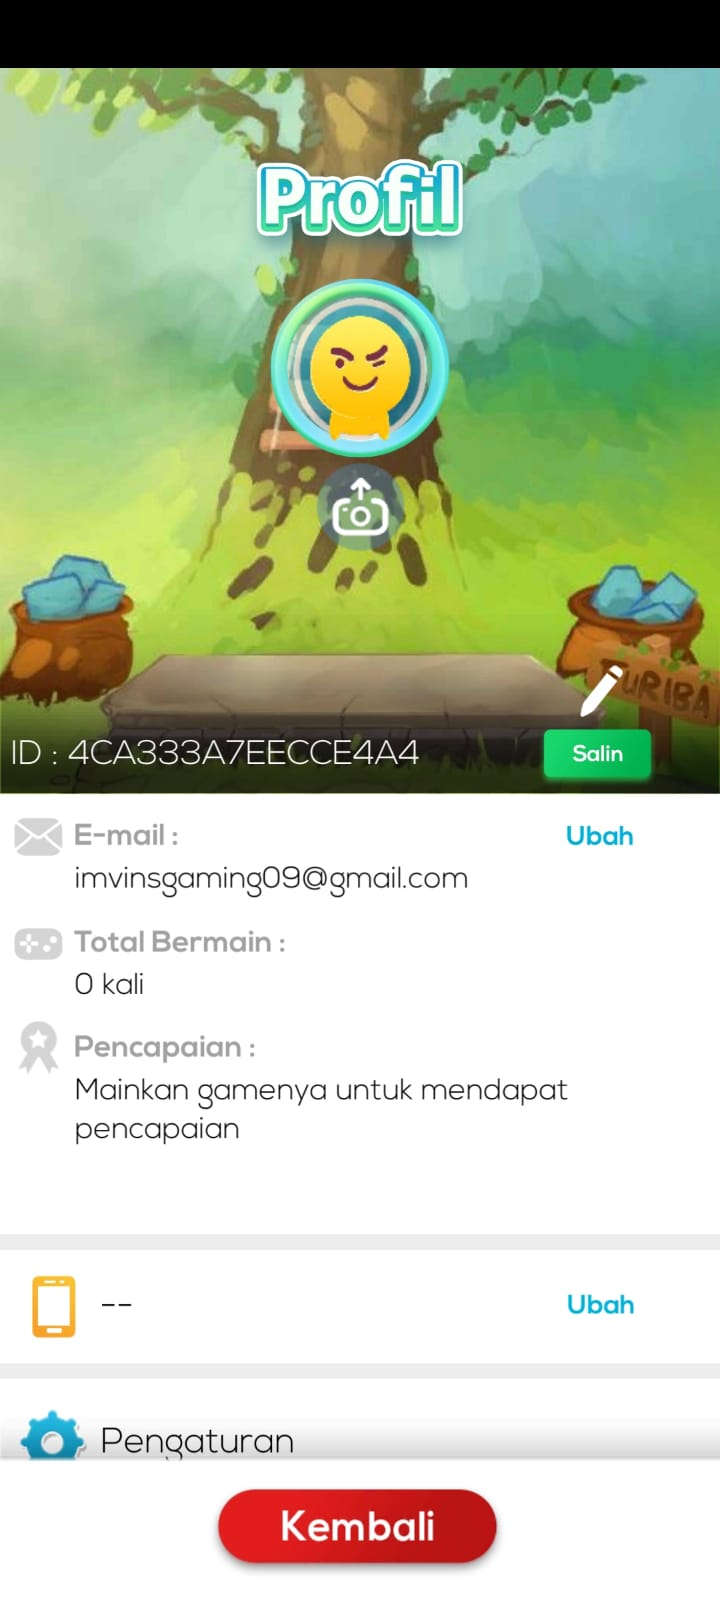 Profil
TURIBA
ID : 4CA333A7EECCE4A4
Salin
E-mail :
Ubah
imvinsgaming09@gmail.com
Total Bermain :
0 kali
Pencapaian :
Mainkan gamenya untuk mendapat
pencapaian
--
Ubah
Pengaturan
Kembali